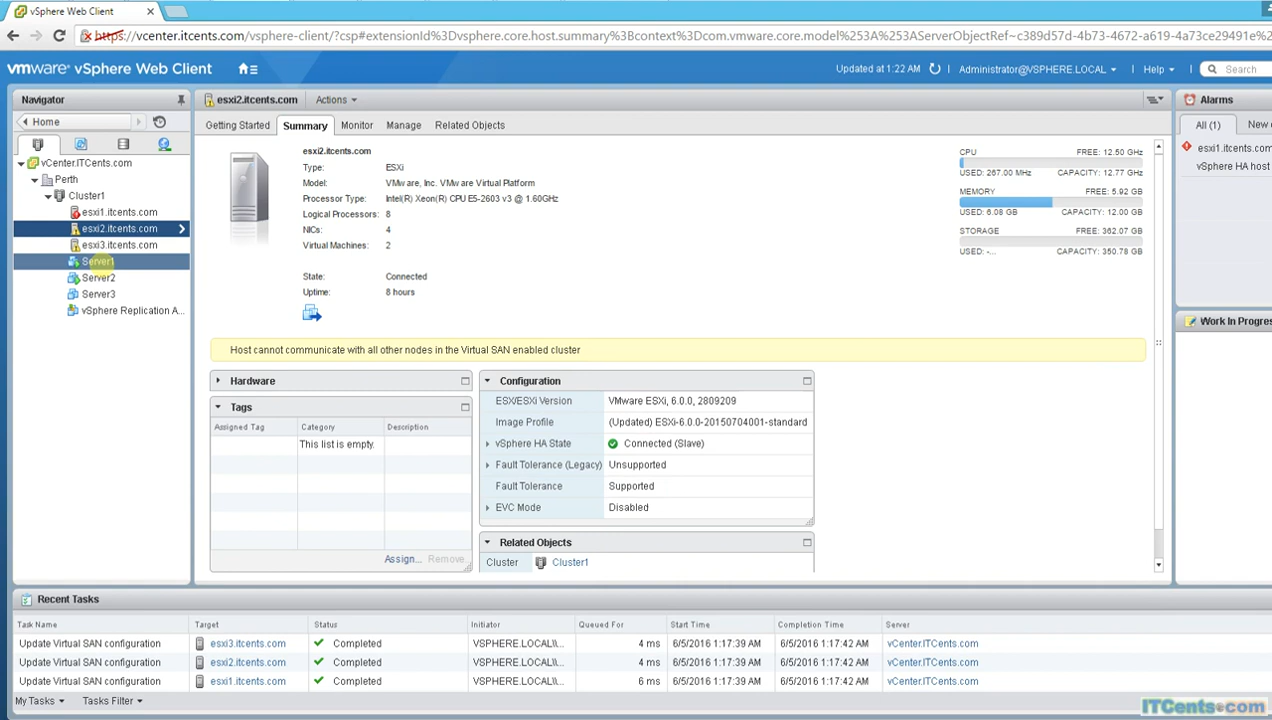 vSphere Web Client
https://vcenter.itcents.com/vsphere-client/?csp#extensionId%3Dvsphere.core.host.summary%3Bcontext%3Dcom.vmware.core.model%253A%253AServerObjectRef~c389d57d-4b73-4672-a619-4a73ce29491e%2
vmware® vSphere Web Client
Updated at 1:22 AM
Administrator@VSPHERE.LOCAL
Help
Search
Navigator
Home
vCenter.ITCents.com
Perth
Cluster1
esxi1.itcents.com
esxi2.itcents.com
esxi3.itcents.com
Server1
Server2
Server3
vSphere Replication A...
esxi2.itcents.com
Actions
Getting Started Summary Monitor Manage Related Objects
esxi2.itcents.com
Type: ESXi
Model: VMware, Inc. VMware Virtual Platform
Processor Type: Intel(R) Xeon(R) CPU E5-2603 v3 @ 1.60GHz
Logical Processors: 8
NICs: 4
Virtual Machines: 2
State: Connected
Uptime: 8 hours
CPU FREE: 12.50 GHz
USED: 267.00 MHz CAPACITY: 12.77 GHz
MEMORY FREE: 5.92 GB
USED: 6.08 GB CAPACITY: 12.00 GB
STORAGE FREE: 362.07 GB
USED: -... CAPACITY: 350.78 GB
Host cannot communicate with all other nodes in the Virtual SAN enabled cluster
Hardware
Tags
Assigned Tag Category Description
This list is empty.
Assign... Remove...
Configuration
ESX/ESXi Version VMware ESXi, 6.0.0, 2809209
Image Profile (Updated) ESXi-6.0.0-20150704001-standard
vSphere HA State Connected (Slave)
Fault Tolerance (Legacy) Unsupported
Fault Tolerance Supported
EVC Mode Disabled
Related Objects
Cluster Cluster1
Alarms
All (1) New
esxi1.itcents.com
vSphere HA host
Work In Progres
Recent Tasks
Task Name Target Status Initiator Queued For Start Time Completion Time Server
Update Virtual SAN configuration esxi3.itcents.com Completed VSPHERE.LOCAL\\... 4 ms 6/5/2016 1:17:39 AM 6/5/2016 1:17:42 AM vCenter.ITCents.com
Update Virtual SAN configuration esxi2.itcents.com Completed VSPHERE.LOCAL\\... 4 ms 6/5/2016 1:17:39 AM 6/5/2016 1:17:42 AM vCenter.ITCents.com
Update Virtual SAN configuration esxi1.itcents.com Completed VSPHERE.LOCAL\\... 6 ms 6/5/2016 1:17:39 AM 6/5/2016 1:17:42 AM vCenter.ITCents.com
My Tasks Tasks Filter
ITCents.com